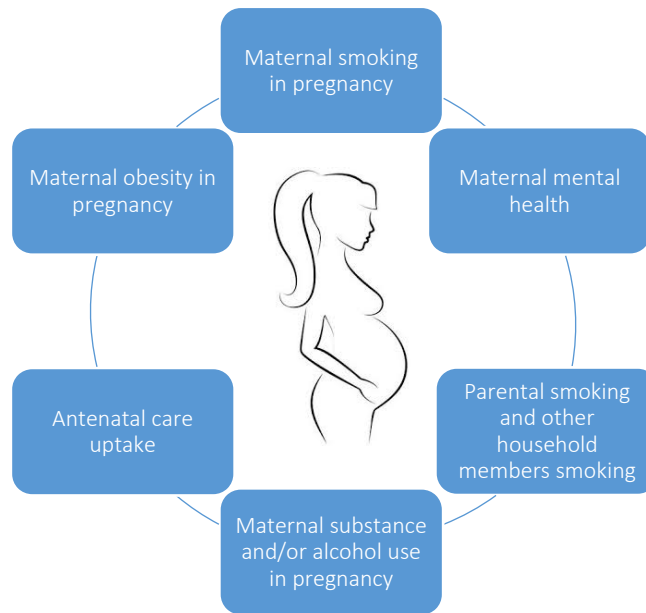 Maternal smoking
in pregnancy
Maternal mental
health
Parental smoking
and other
household
members smoking
Maternal substance
and/or alcohol use
in pregnancy
Antenatal care
uptake
Maternal obesity in
pregnancy